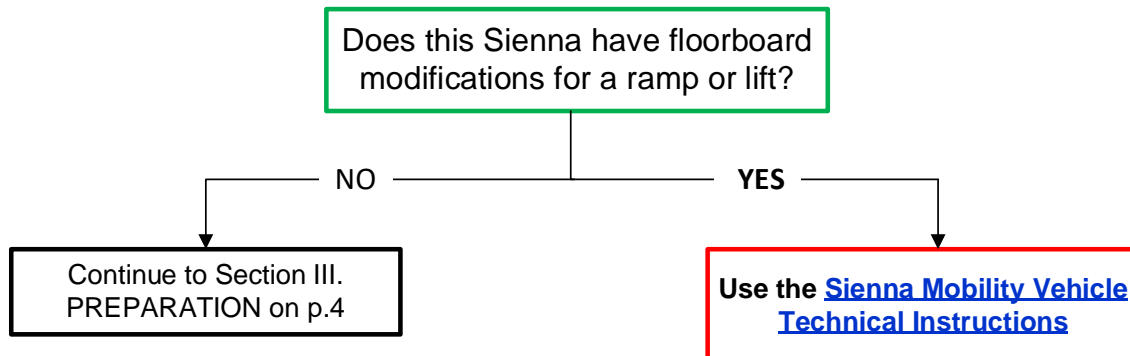 Does this Sienna have floorboard
modifications for a ramp or lift?
NO
YES
Continue to Section III.
PREPARATION on p.4
Use the Sienna Mobility Vehicle
Technical Instructions